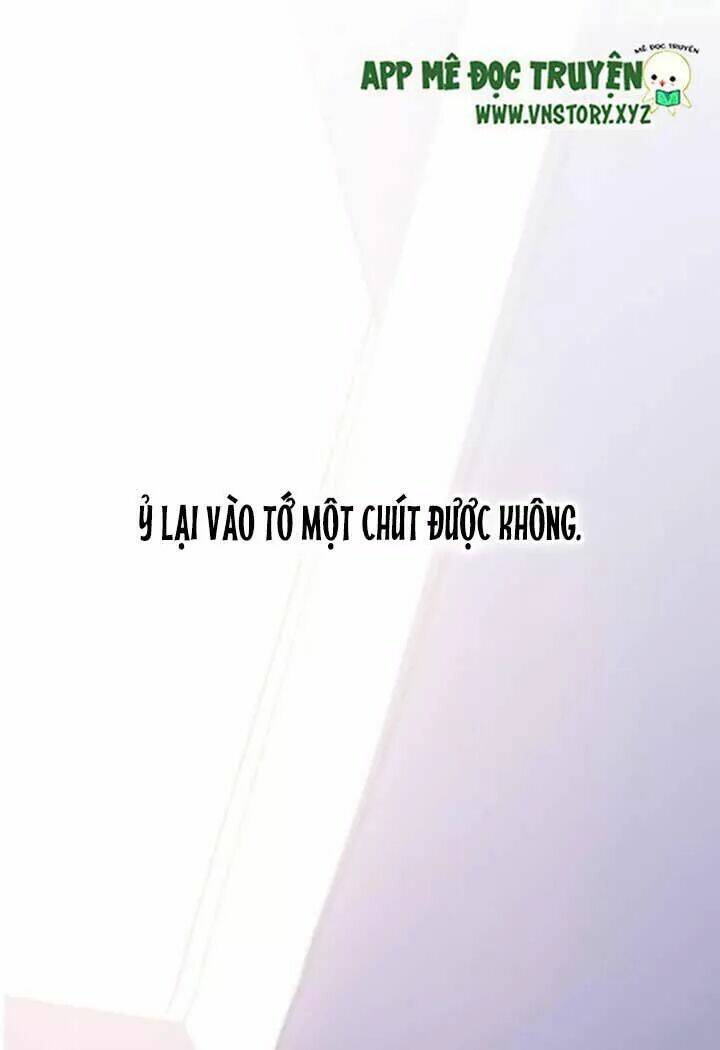 MÊ ĐỌC TRUYỆN
APP MÊ ĐỌC TRUYỆN
WWW.VNSTORY.XYZ
Ỷ LẠI VÀO TỚ MỘT CHÚT ĐƯỢC KHÔNG.